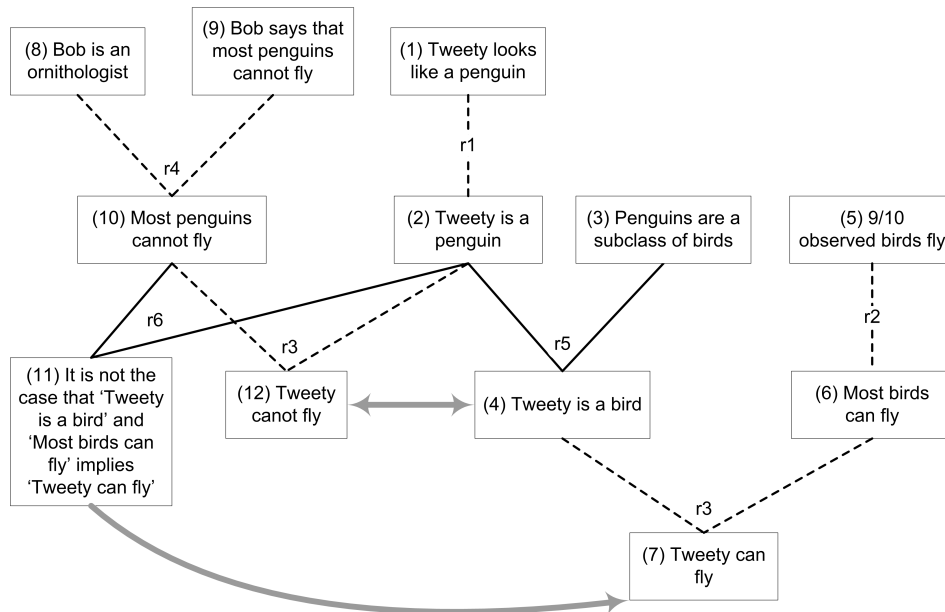 (8) Bob is an
ornithologist
(9) Bob says that
most penguins
cannot fly
(1) Tweety looks
like a penguin
r4
r1
(10) Most penguins
cannot fly
(2) Tweety is a
penguin
(3) Penguins are a
subclass of birds
(5) 9/10
observed birds fly
r6
r3
r5
r2
(11) It is not the
case that ‘Tweety
is a bird’ and
‘Most birds can
fly’ implies
‘Tweety can fly’
(12) Tweety
canot fly
(4) Tweety is a bird
(6) Most birds
can fly
r3
(7) Tweety can
fly